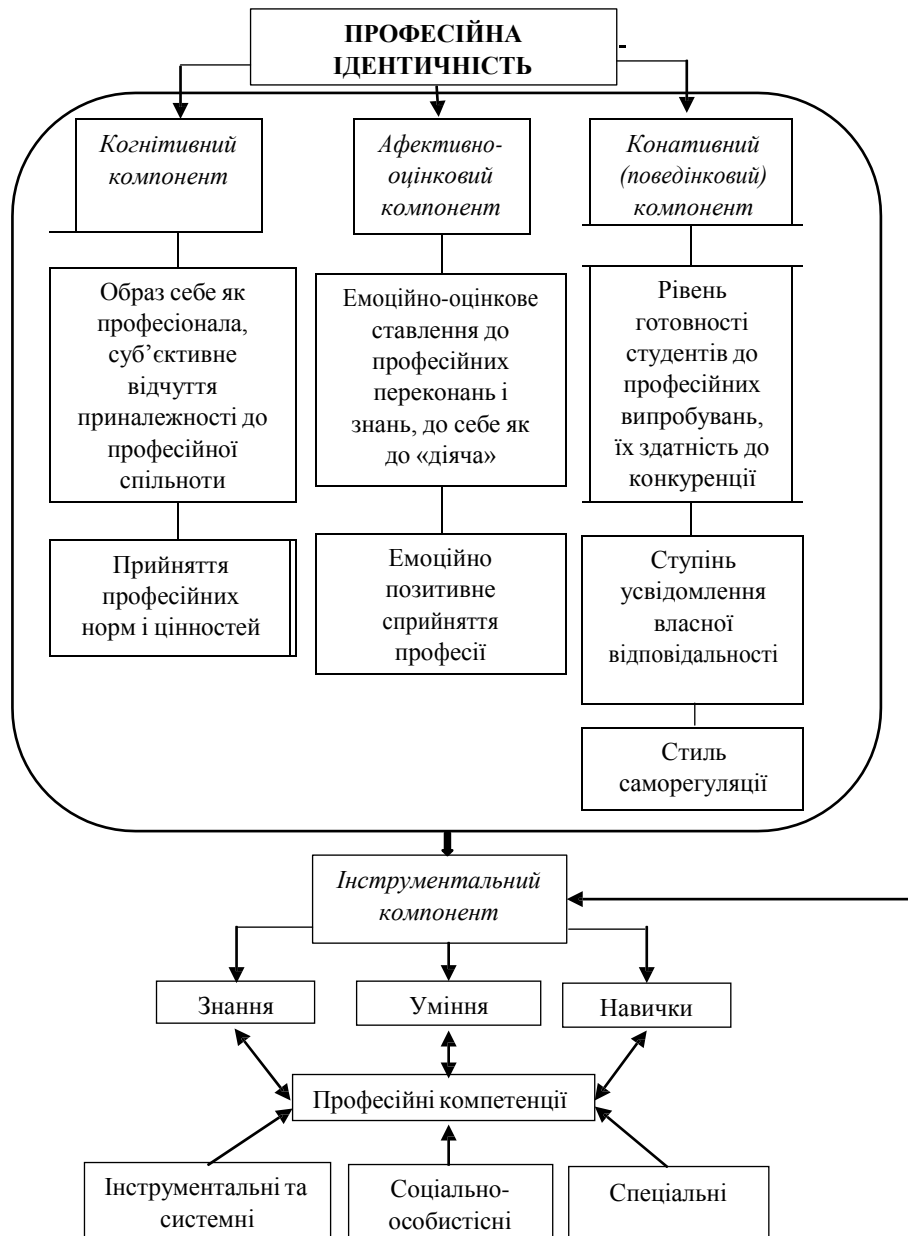 ПРОФЕСІЙНА
ІДЕНТИЧНІСТЬ
Когнітивний
компонент
Афективно-
оцінковий
компонент
Конативний
(поведінковий)
компонент
Образ себе як
професіонала,
суб’єктивне
відчуття
приналежності до
професійної
спільноти
Емоційно-оцінкове
ставлення до
професійних
переконань і
знань, до себе як
до «діяча»
Рівень
готовності
студентів до
професійних
випробувань,
їх здатність до
конкуренції
Прийняття
професійних
норм і цінностей
Емоційно
позитивне
сприйняття
професії
Ступінь
усвідомлення
власної
відповідальності
Стиль
саморегуляції
Інструментальний
компонент
Знання
Уміння
Навички
Професійні компетенції
Інструментальні та
системні
Соціально-
особистісні
Спеціальні